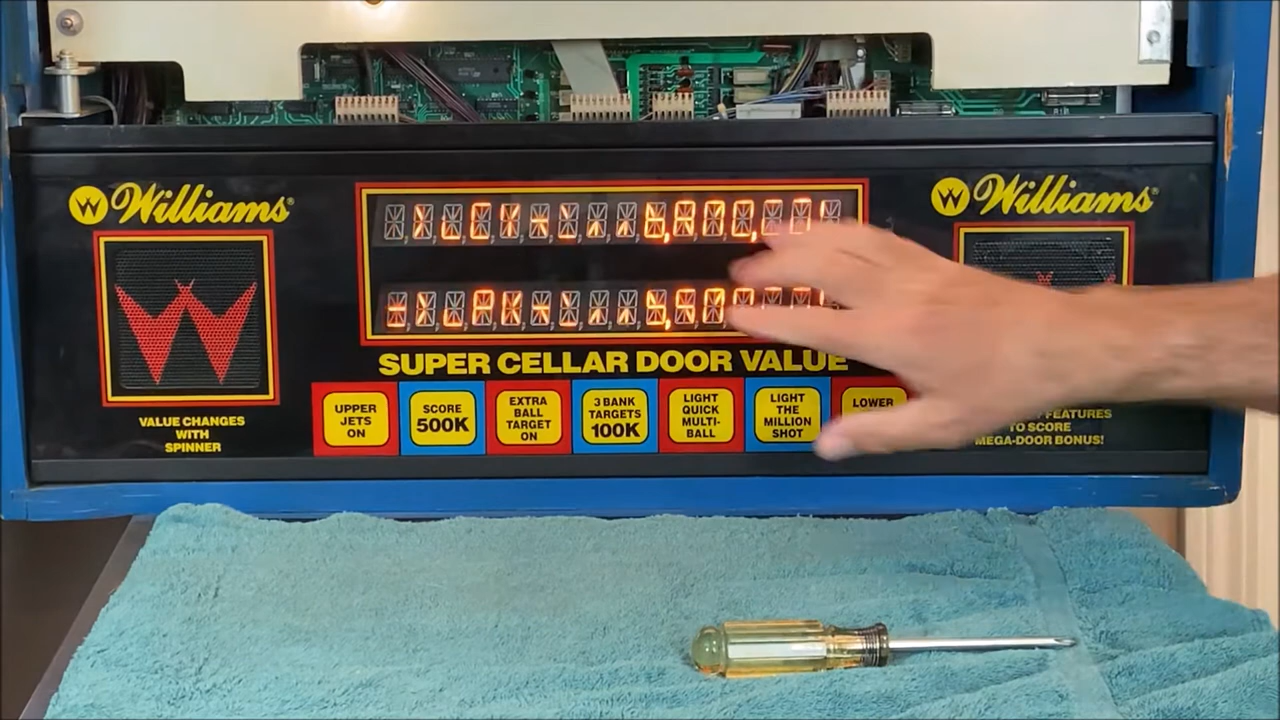 Williams®
Williams®
SUPER CELLAR DOOR VALUE
UPPER
JETS
ON
SCORE
500K
EXTRA
BALL
TARGET
ON
3 BANK
TARGETS
100K
LIGHT
QUICK
MULTI-
BALL
LIGHT
THE
MILLION
SHOT
LOWER
VALUE CHANGES
WITH
SPINNER
FEATURES
TO SCORE
MEGA-DOOR BONUS!